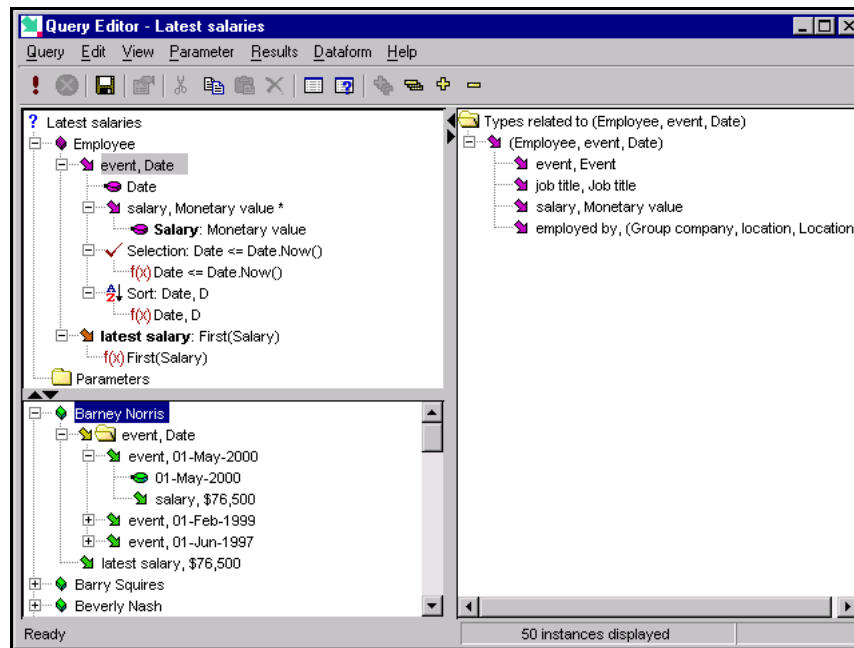 Query Editor - Latest salaries
Query Edit View Parameter Results Dataform Help
? Latest salaries
Employee
event, Date
Date
salary, Monetary value *
Salary: Monetary value
Selection: Date <= Date.Now()
f(x) Date <= Date.Now()
Sort: Date, D
f(x) Date, D
latest salary: First(Salary)
f(x) First(Salary)
Parameters
Types related to (Employee, event, Date)
(Employee, event, Date)
event, Event
job title, Job title
salary, Monetary value
employed by, (Group company, location, Location
Barney Norris
event, Date
event, 01-May-2000
01-May-2000
salary, $76,500
event, 01-Feb-1999
event, 01-Jun-1997
latest salary, $76,500
Barry Squires
Beverly Nash
Ready
50 instances displayed